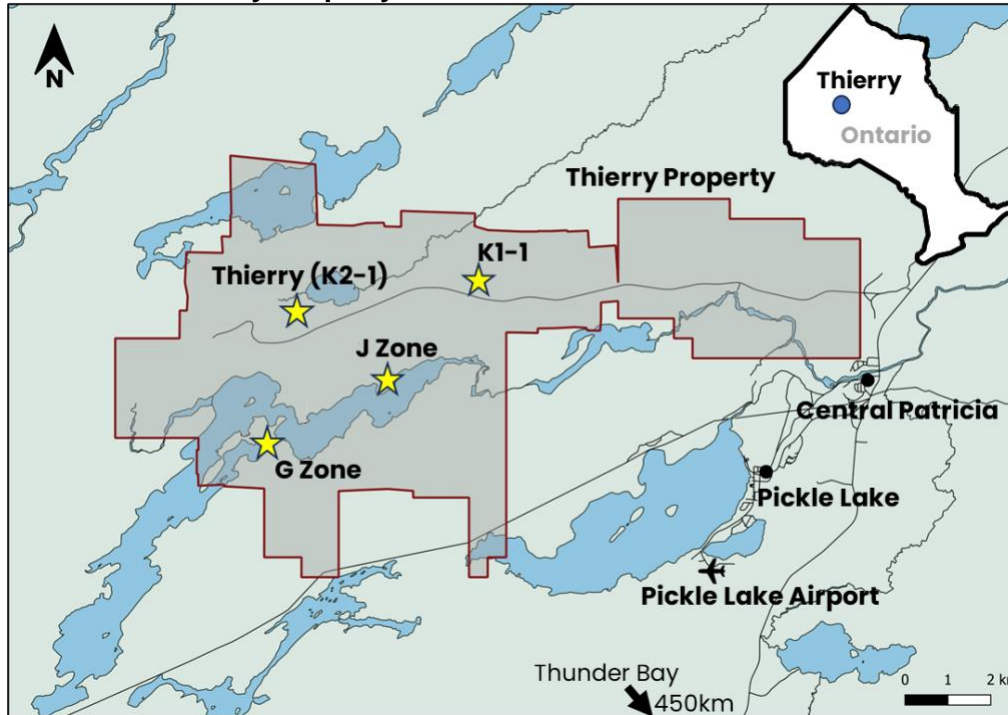 N
Thierry
Ontario
Thierry Property
K1-1
Thierry (K2-1)
J Zone
Central Patricia
G Zone
Pickle Lake
Pickle Lake Airport
Thunder Bay
450km
0 1 2 km